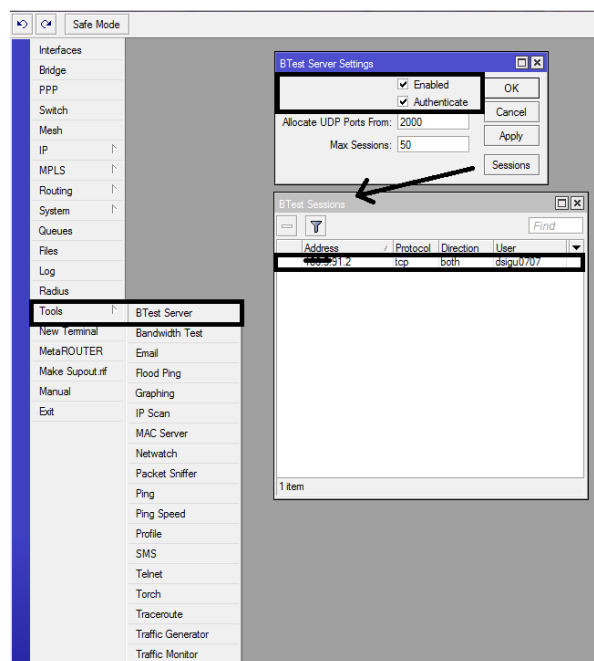 Safe Mode
Interfaces
Bridge
PPP
Switch
Mesh
IP
MPLS
Routing
System
Queues
Files
Log
Radius
Tools
New Terminal
MetaROUTER
Make Supout.rif
Manual
Exit
BTest Server
Bandwidth Test
Email
Flood Ping
Graphing
IP Scan
MAC Server
Netwatch
Packet Sniffer
Ping
Ping Speed
Profile
SMS
Telnet
Torch
Traceroute
Traffic Generator
Traffic Monitor
BTest Server Settings
Enabled
Authenticate
Allocate UDP Ports From: 2000
Max Sessions: 50
OK
Cancel
Apply
Sessions
BTest Sessions
Find
Address Protocol Direction User
tcp both dsigu0707
1 item